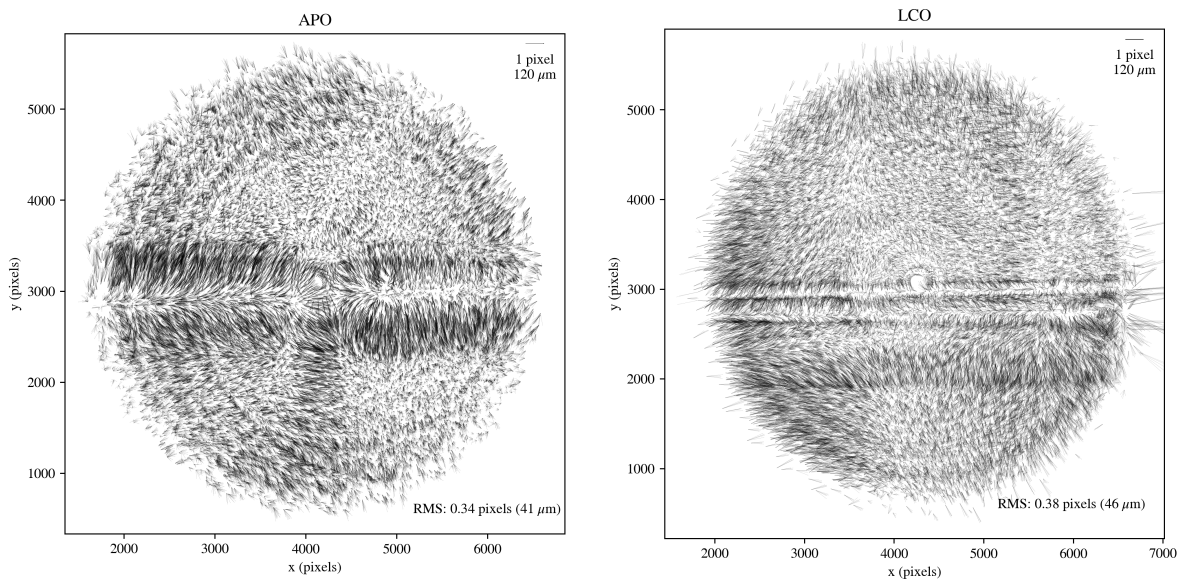 APO
1 pixel
120 μm
5000
4000
3000
2000
1000
y (pixels)
RMS: 0.34 pixels (41 μm)
2000 3000 4000 5000 6000
x (pixels)
LCO
1 pixel
120 μm
5000
4000
3000
2000
1000
y (pixels)
RMS: 0.38 pixels (46 μm)
2000 3000 4000 5000 6000 7000
x (pixels)